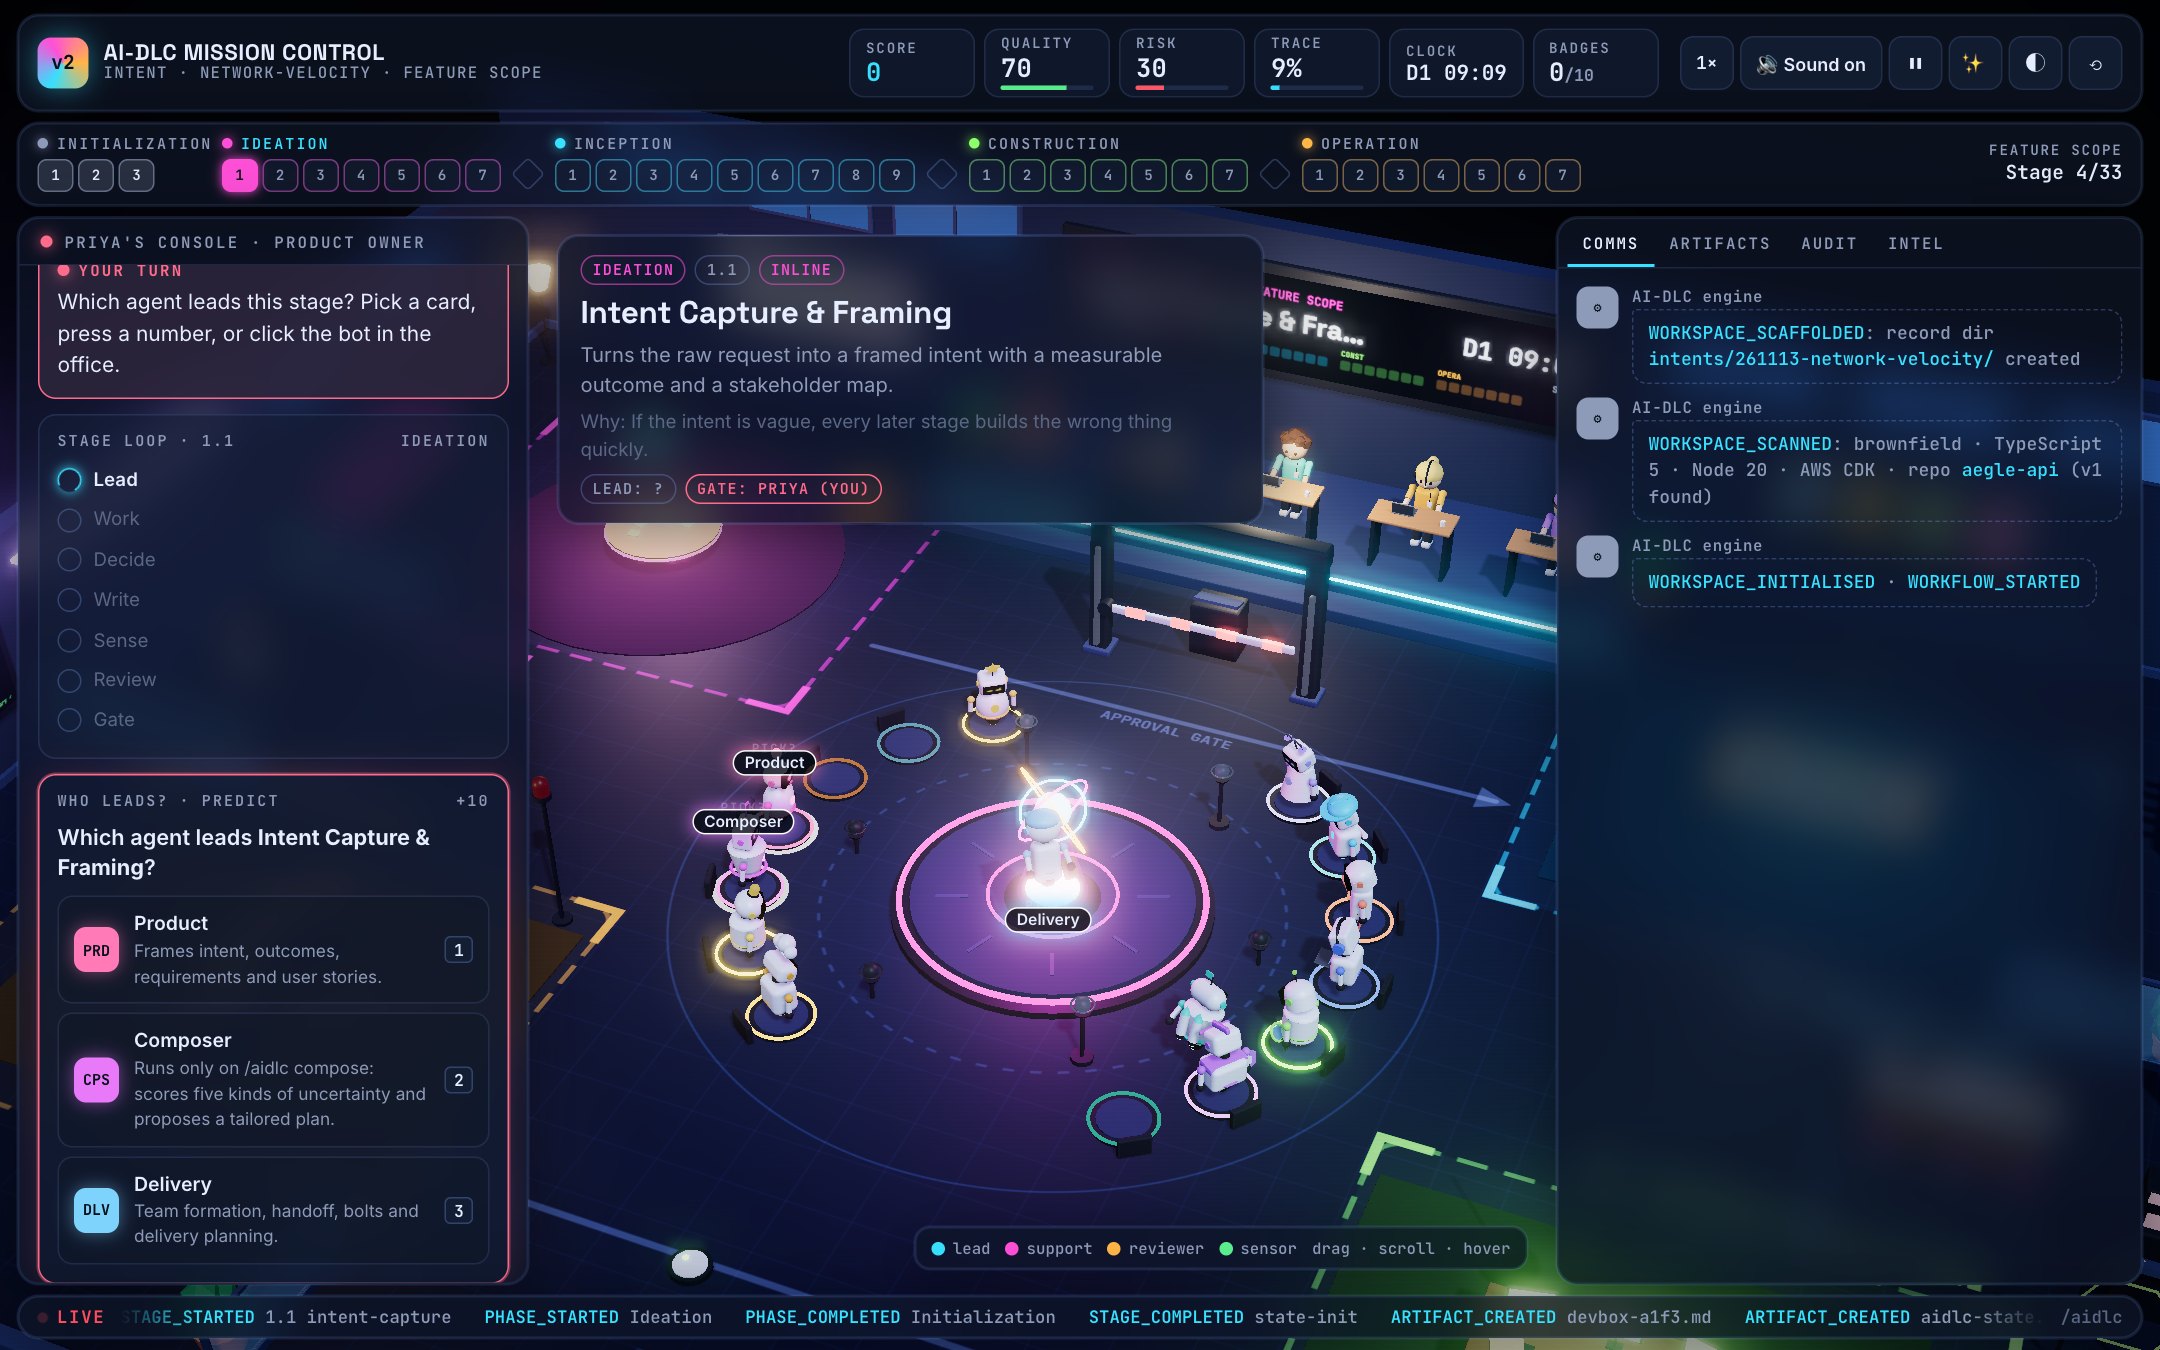 v2
AI-DLC MISSION CONTROL
INTENT · NETWORK-VELOCITY · FEATURE SCOPE
SCORE
0
QUALITY
70
RISK
30
TRACE
9%
CLOCK
D1 09:09
BADGES
0/10
1×
Sound on
INITIALIZATION
1 2 3
IDEATION
1 2 3 4 5 6 7
INCEPTION
1 2 3 4 5 6 7 8 9
CONSTRUCTION
1 2 3 4 5 6 7
OPERATION
1 2 3 4 5 6 7
FEATURE SCOPE
Stage 4/33
PRIYA'S CONSOLE · PRODUCT OWNER
YOUR TURN
Which agent leads this stage? Pick a card,
press a number, or click the bot in the
office.
STAGE LOOP · 1.1 IDEATION
Lead
Work
Decide
Write
Sense
Review
Gate
WHO LEADS? · PREDICT +10
Which agent leads Intent Capture &
Framing?
PRD
Product
Frames intent, outcomes,
requirements and user stories.
1
CPS
Composer
Runs only on /aidlc compose:
scores five kinds of uncertainty and
proposes a tailored plan.
2
DLV
Delivery
Team formation, handoff, bolts and
delivery planning.
3
IDEATION 1.1 INLINE
Intent Capture & Framing
Turns the raw request into a framed intent with a measurable
outcome and a stakeholder map.
Why: If the intent is vague, every later stage builds the wrong thing
quickly.
LEAD: ? GATE: PRIYA (YOU)
ATURE SCOPE
e & Fra...
D1 09:
CONST
OPERA
APPROVAL GATE
Product
Composer
Delivery
lead support reviewer sensor drag · scroll · hover
COMMS ARTIFACTS AUDIT INTEL
AI-DLC engine
WORKSPACE_SCAFFOLDED: record dir
intents/261113-network-velocity/ created
AI-DLC engine
WORKSPACE_SCANNED: brownfield · TypeScript
5 · Node 20 · AWS CDK · repo aegle-api (v1
found)
AI-DLC engine
WORKSPACE_INITIALISED · WORKFLOW_STARTED
LIVE STAGE_STARTED 1.1 intent-capture PHASE_STARTED Ideation PHASE_COMPLETED Initialization STAGE_COMPLETED state-init ARTIFACT_CREATED devbox-a1f3.md ARTIFACT_CREATED aidlc-state. /aidlc